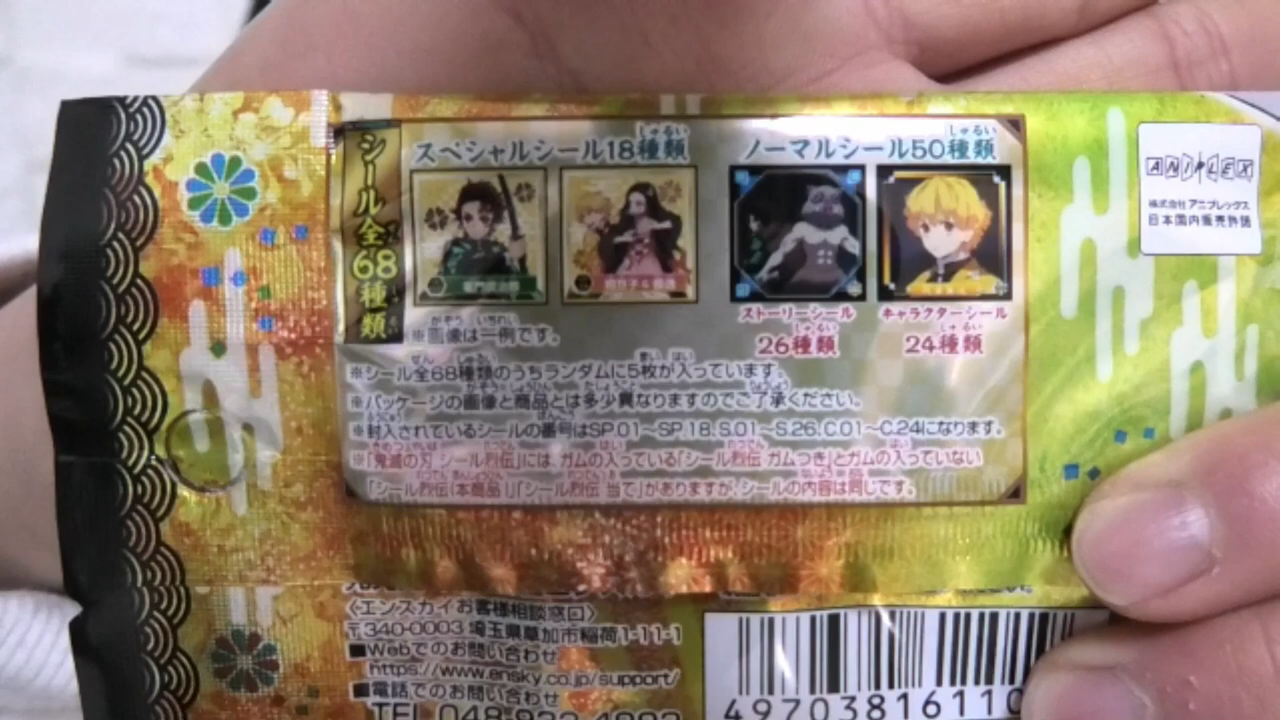 シール全68種類
スペシャルシール18種類
ノーマルシール50種類
ストーリーシール
26種類
キャラクターシール
24種類
※画像は一例です。
※シール全68種類のうちランダムに5枚が入っています。
※パッケージの画像と商品とは多少異なりますのでご了承ください。
※封入されているシールの番号はSP.01〜SP.18、S.01〜S.26、C.01〜C.24になります。
※「鬼滅の刃 シール烈伝」には、ガムの入っている「シール烈伝 ガムつき」とガムの入っていない
「シール烈伝(本商品)」「シール烈伝 当て」がありますが、シールの内容は同じです。
ANIPLEX
株式会社 アニプレックス
日本国内販売許諾
〈エンスカイお客様相談窓口〉
〒340-0003 埼玉県草加市稲荷1-11-1
■Webでのお問い合わせ
https://www.ensky.co.jp/support/
■電話でのお問い合わせ
TEL 048-922-4902
49703816110